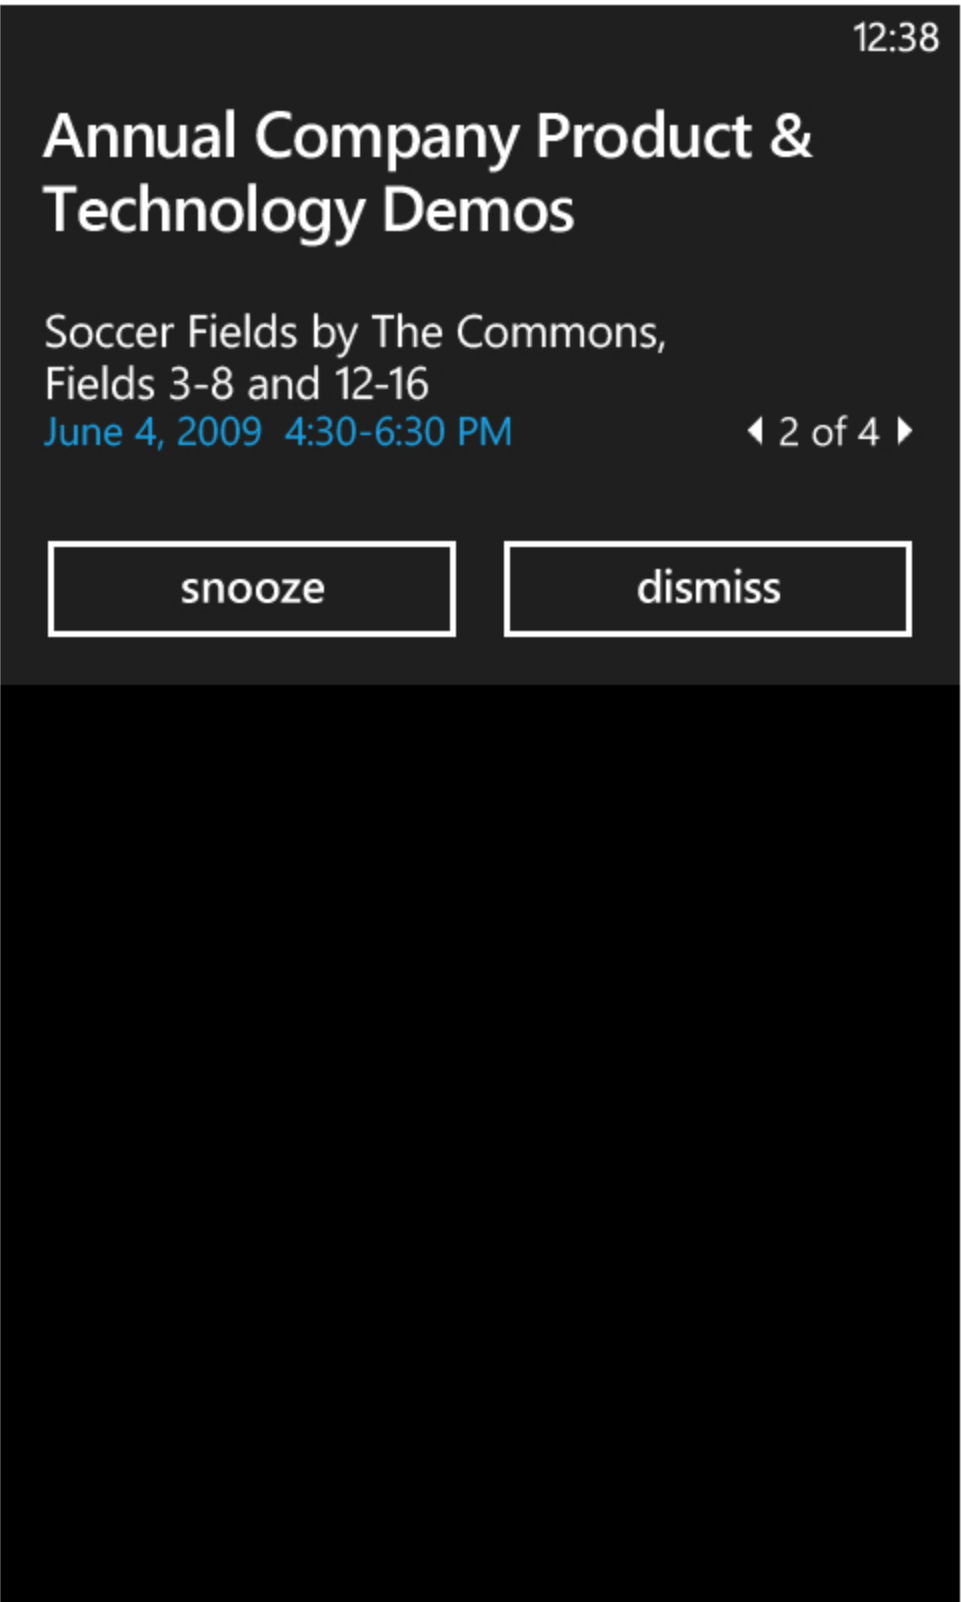 12:38
Annual Company Product &
Technology Demos
Soccer Fields by The Commons,
Fields 3-8 and 12-16
June 4, 2009 4:30-6:30 PM
2 of 4
snooze
dismiss